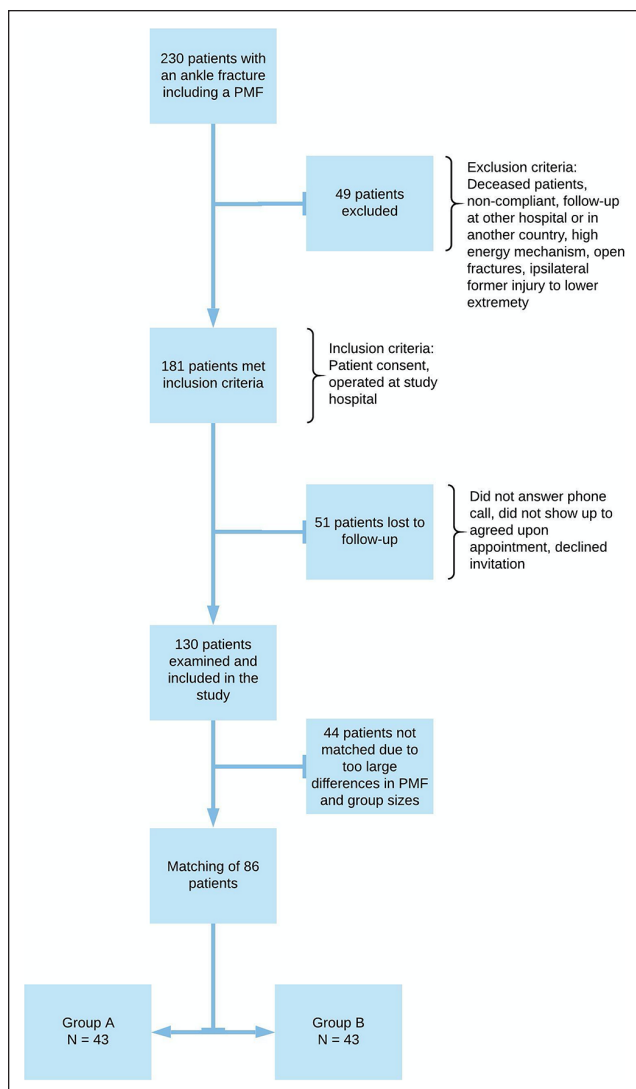 230 patients with
an ankle fracture
including a PMF
49 patients
excluded
Exclusion criteria:
Deceased patients,
non-compliant, follow-up
at other hospital or in
another country, high
energy mechanism, open
fractures, ipsilateral
former injury to lower
extremety
181 patients met
inclusion criteria
Inclusion criteria:
Patient consent,
operated at study
hospital
51 patients lost to
follow-up
Did not answer phone
call, did not show up to
agreed upon
appointment, declined
invitation
130 patients
examined and
included in the
study
44 patients not
matched due to
too large
differences in PMF
and group sizes
Matching of 86
patients
Group A
N = 43
Group B
N = 43